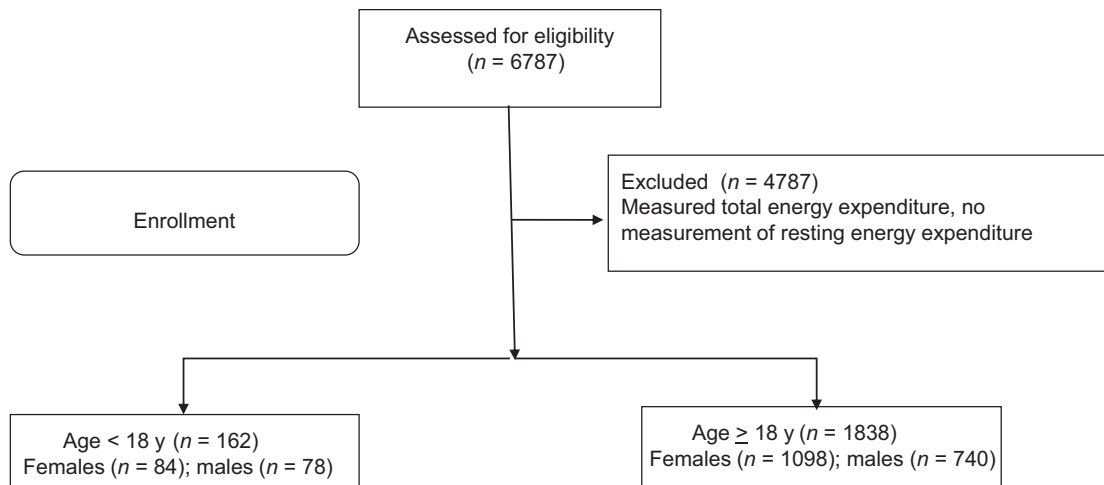 Assessed for eligibility
(n = 6787)
Excluded (n = 4787)
Measured total energy expenditure, no
measurement of resting energy expenditure
Enrollment
Age < 18 y (n = 162)
Females (n = 84); males (n = 78)
Age ≥ 18 y (n = 1838)
Females (n = 1098); males (n = 740)